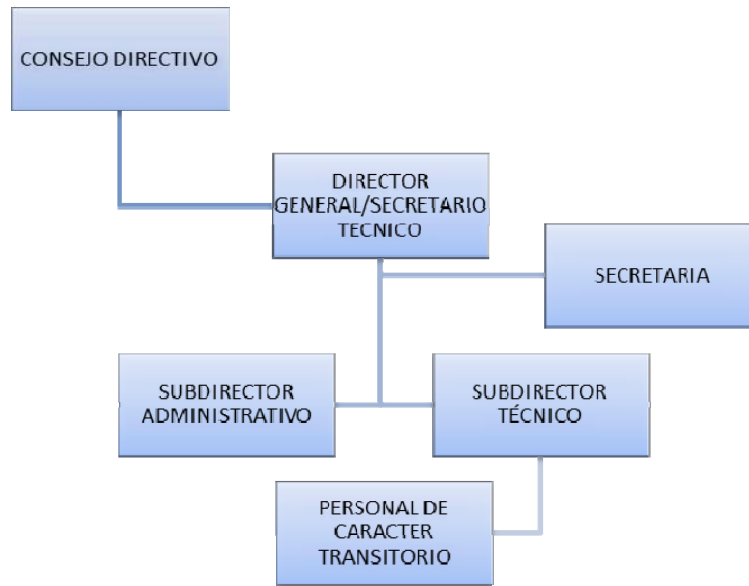 CONSEJO DIRECTIVO
DIRECTOR
GENERAL/SECRETARIO
TECNICO
SECRETARIA
SUBDIRECTOR
ADMINISTRATIVO
SUBDIRECTOR
TÉCNICO
PERSONAL DE
CARACTER
TRANSITORIO